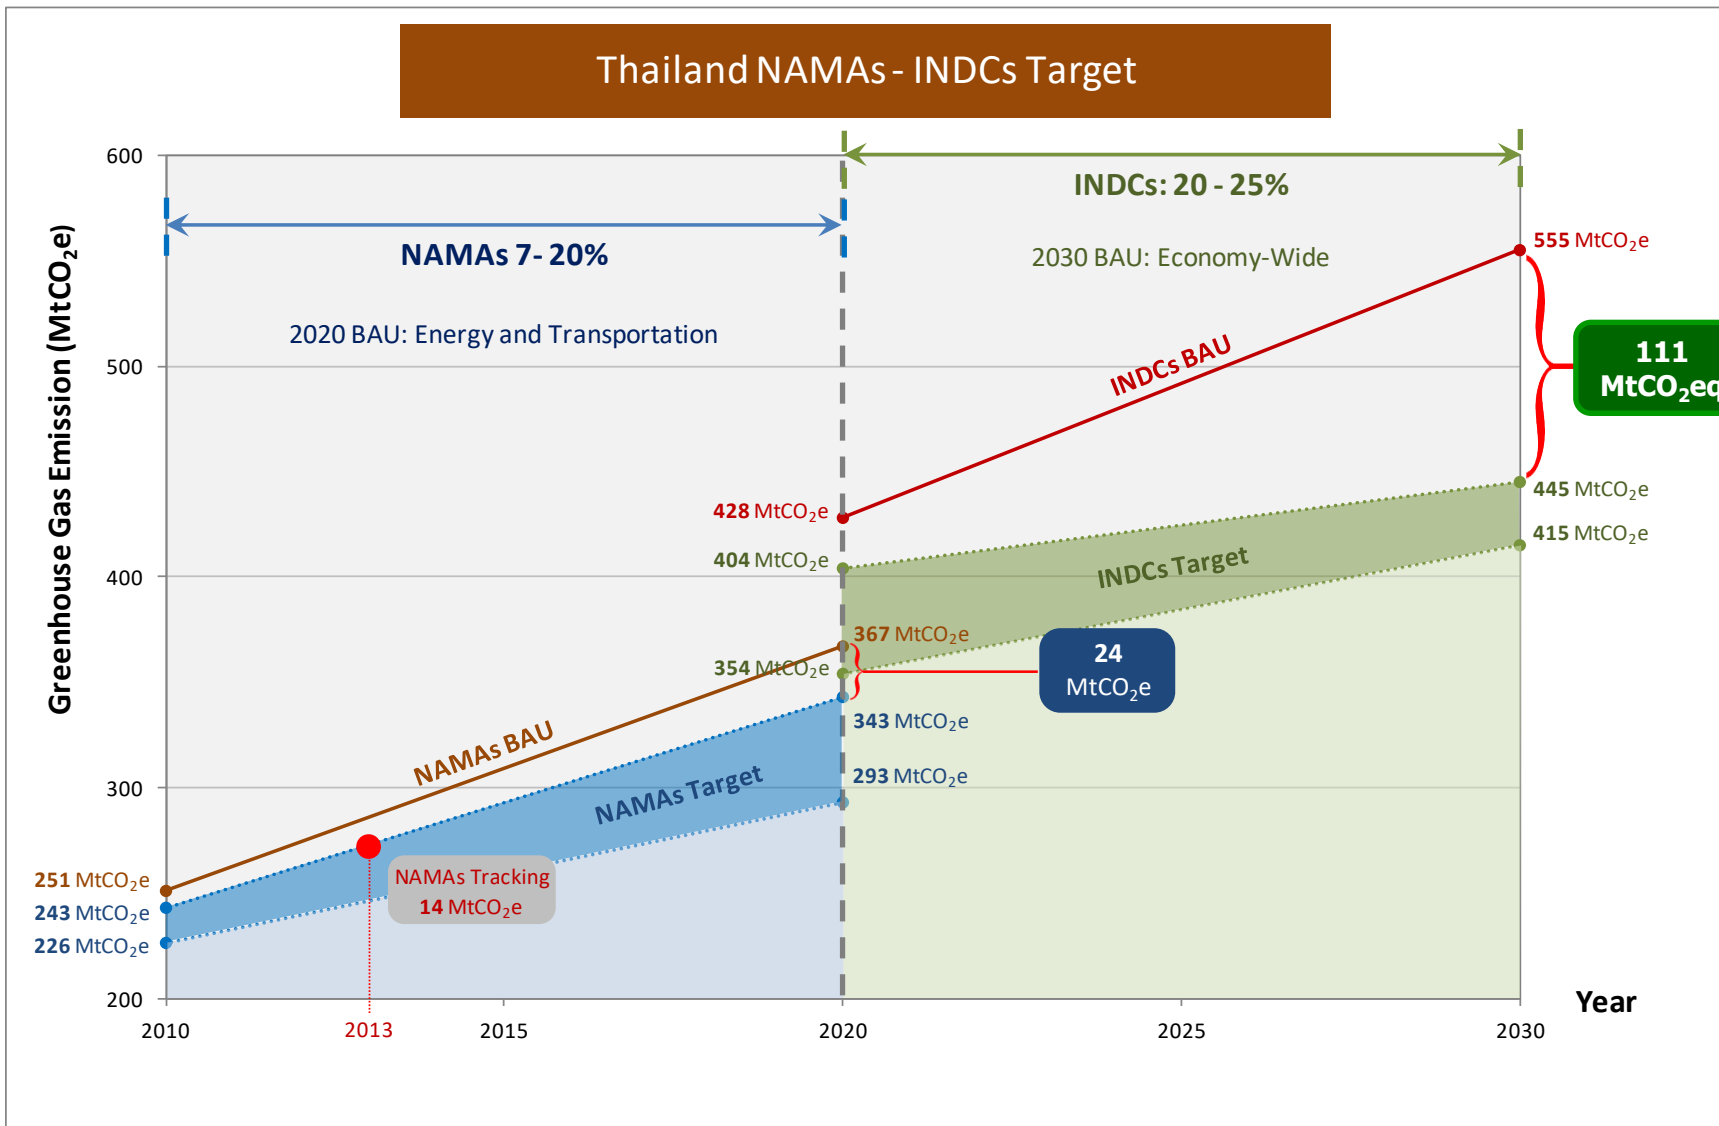 Thailand NAMAs - INDCs Target
Greenhouse Gas Emission (MtCO₂e)
600
500
400
300
200
INDCs: 20 - 25%
NAMAs 7- 20%
2030 BAU: Economy-Wide
2020 BAU: Energy and Transportation
555 MtCO₂e
INDCs BAU
111
MtCO₂eq
428 MtCO₂e
445 MtCO₂e
404 MtCO₂e
415 MtCO₂e
INDCs Target
367 MtCO₂e
354 MtCO₂e
24
MtCO₂e
343 MtCO₂e
NAMAs BAU
293 MtCO₂e
NAMAs Target
251 MtCO₂e
243 MtCO₂e
226 MtCO₂e
NAMAs Tracking
14 MtCO₂e
Year
2010
2013
2015
2020
2025
2030